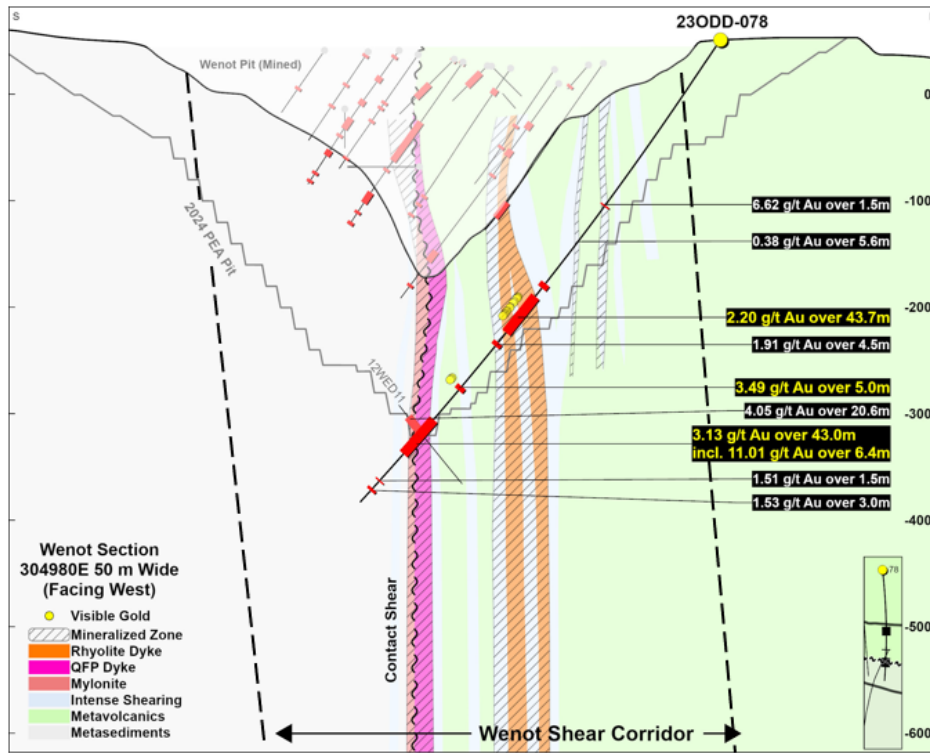 S
23ODD-078
Wenot Pit (Mined)
0
-100
-200
-300
-400
-500
-600
2024 PEA Pit
12WED11
6.62 g/t Au over 1.5m
0.38 g/t Au over 5.6m
2.20 g/t Au over 43.7m
1.91 g/t Au over 4.5m
3.49 g/t Au over 5.0m
4.05 g/t Au over 20.6m
3.13 g/t Au over 43.0m
incl. 11.01 g/t Au over 6.4m
1.51 g/t Au over 1.5m
1.53 g/t Au over 3.0m
Wenot Section
304980E 50 m Wide
(Facing West)
Visible Gold
Mineralized Zone
Rhyolite Dyke
QFP Dyke
Mylonite
Intense Shearing
Metavolcanics
Metasediments
Contact Shear
Wenot Shear Corridor
78